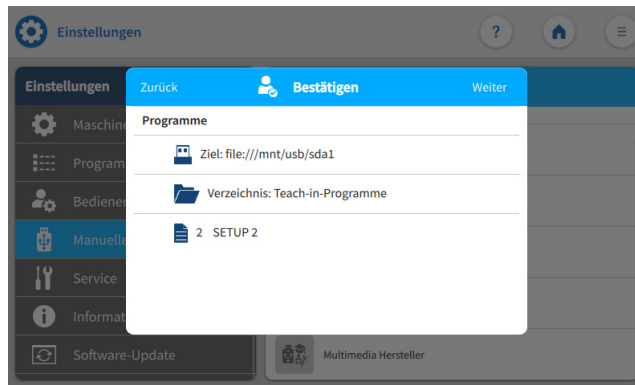 Einstellungen
?
Einstellungen
Zurück
Bestätigen
Weiter
Maschine
Programme
Programm
Ziel: file:///mnt/usb/sda1
Bediener
Verzeichnis: Teach-in-Programme
Manuelle
2 SETUP 2
Service
Informat
Software-Update
Multimedia Hersteller